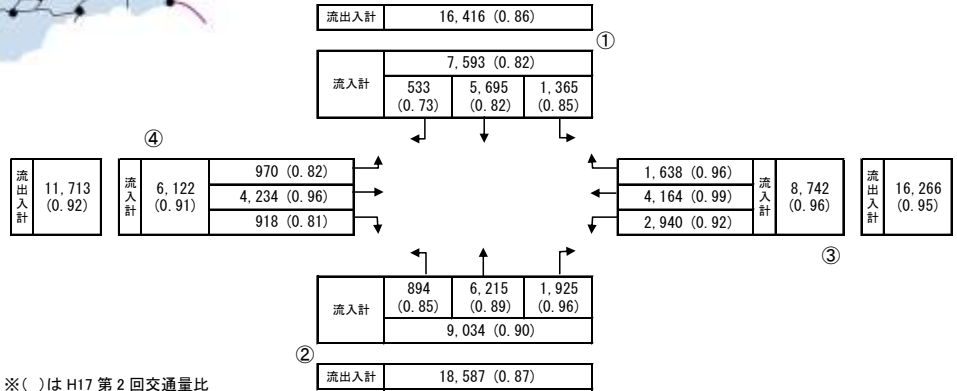 流出入計 16,416 (0.86)
①
流入計 7,593 (0.82)
533 5,695 1,365
(0.73) (0.82) (0.85)
④
流出入計 11,713 (0.92)
流入計 6,122 (0.91)
970 (0.82)
4,234 (0.96)
918 (0.81)
1,638 (0.96)
4,164 (0.99)
2,940 (0.92)
流入計 8,742 (0.96)
流出入計 16,266 (0.95)
③
流入計
894 6,215 1,925
(0.85) (0.89) (0.96)
9,034 (0.90)
②
流出入計 18,587 (0.87)
※( )は H17 第 2 回交通量比